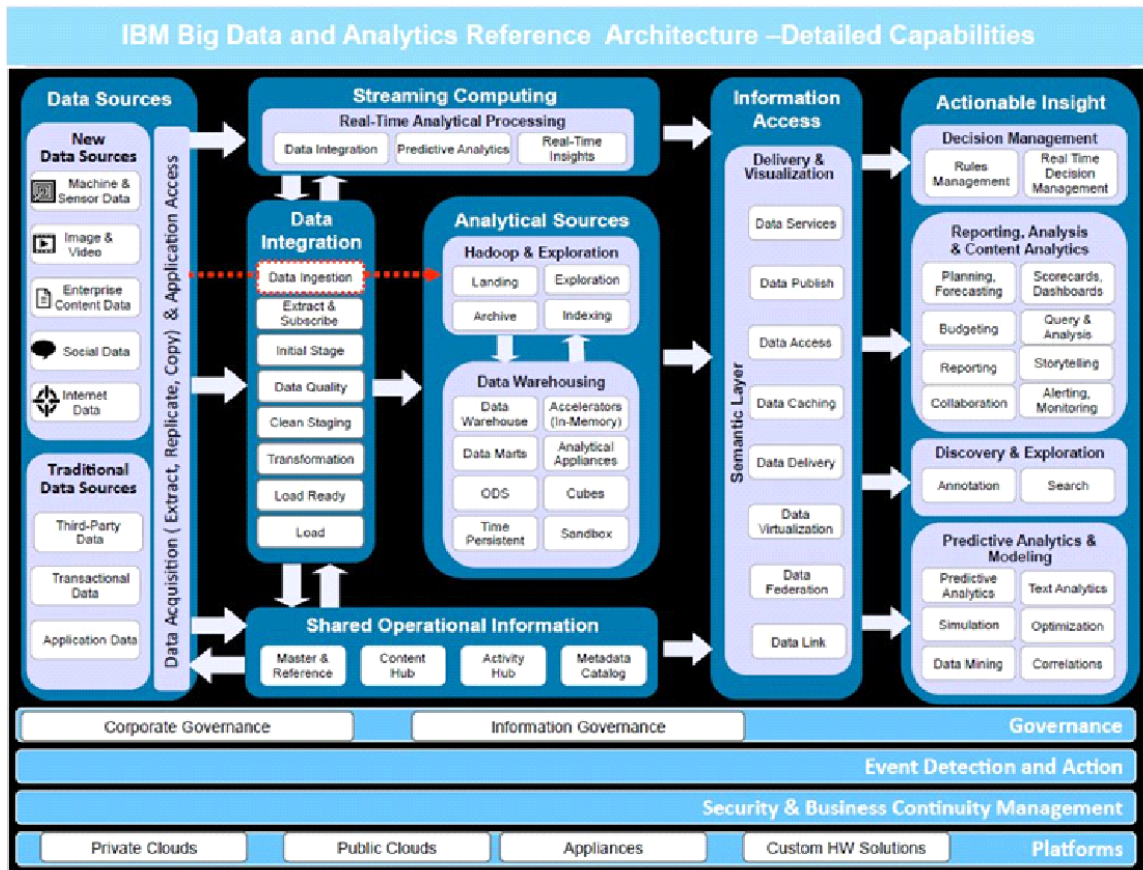 IBM Big Data and Analytics Reference Architecture –Detailed Capabilities
Data Sources
New
Data Sources
Machine &
Sensor Data
Image &
Video
Enterprise
Content Data
Social Data
Internet
Data
Traditional
Data Sources
Third-Party
Data
Transactional
Data
Application Data
Data Acquisition ( Extract, Replicate, Copy) & Application Access
Streaming Computing
Real-Time Analytical Processing
Data Integration
Predictive Analytics
Real-Time
Insights
Data
Integration
Data Ingestion
Extract &
Subscribe
Initial Stage
Data Quality
Clean Staging
Transformation
Load Ready
Load
Analytical Sources
Hadoop & Exploration
Landing
Exploration
Archive
Indexing
Data Warehousing
Data
Warehouse
Accelerators
(In-Memory)
Data Marts
Analytical
Appliances
ODS
Cubes
Time
Persistent
Sandbox
Shared Operational Information
Master &
Reference
Content
Hub
Activity
Hub
Metadata
Catalog
Information
Access
Delivery &
Visualization
Semantic Layer
Data Services
Data Publish
Data Access
Data Caching
Data Delivery
Data
Virtualization
Data
Federation
Data Link
Actionable Insight
Decision Management
Rules
Management
Real Time
Decision
Management
Reporting, Analysis
& Content Analytics
Planning,
Forecasting
Scorecards,
Dashboards
Budgeting
Query &
Analysis
Reporting
Storytelling
Collaboration
Alerting,
Monitoring
Discovery & Exploration
Annotation
Search
Predictive Analytics &
Modeling
Predictive
Analytics
Text Analytics
Simulation
Optimization
Data Mining
Correlations
Corporate Governance
Information Governance
Governance
Event Detection and Action
Security & Business Continuity Management
Private Clouds
Public Clouds
Appliances
Custom HW Solutions
Platforms